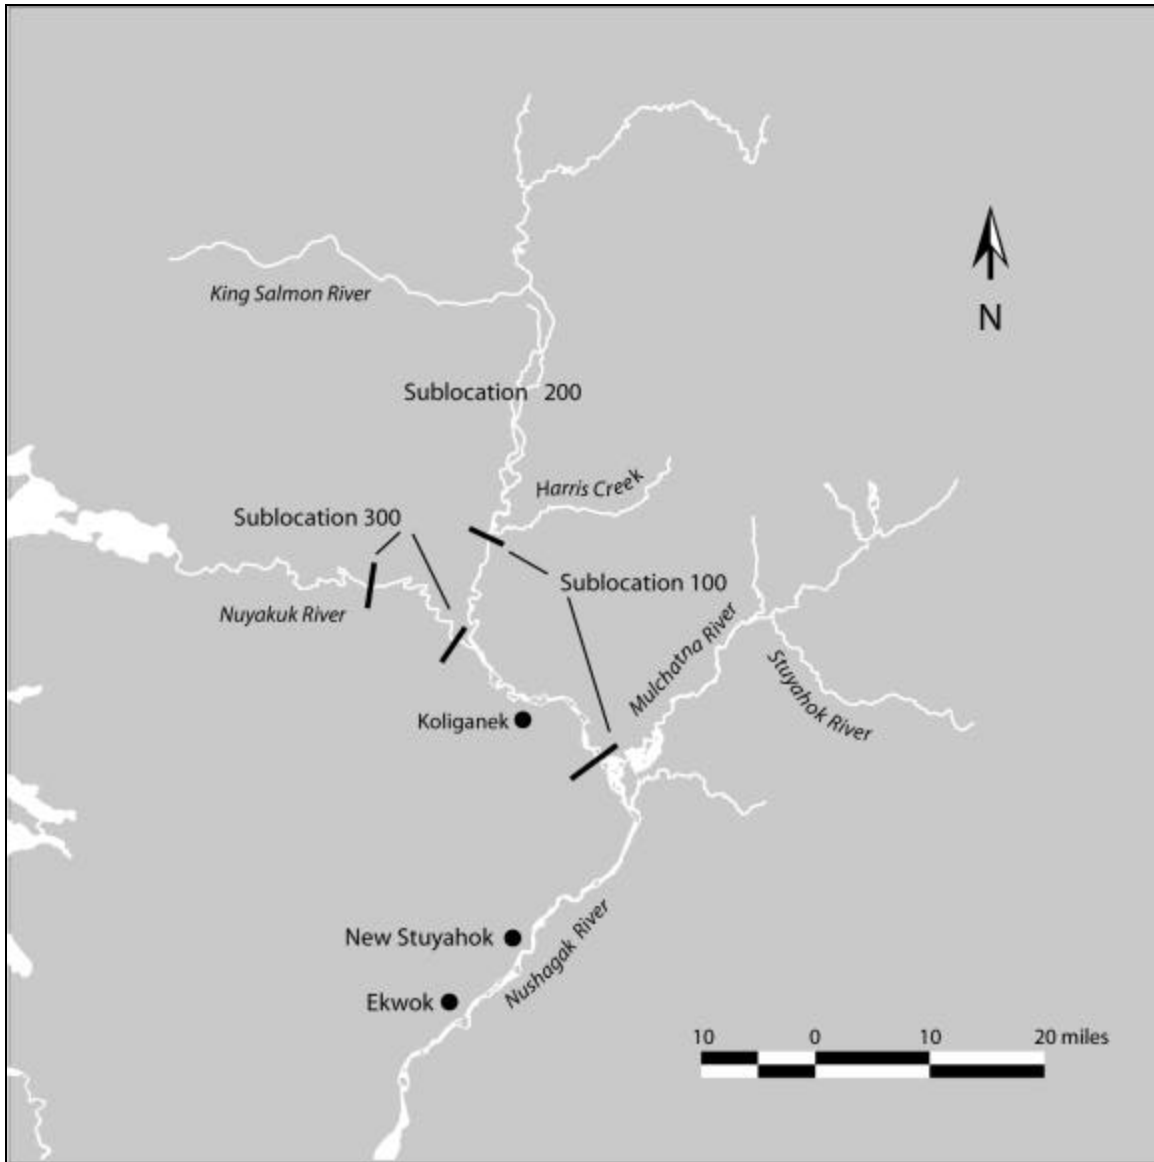 N
King Salmon River
Sublocation 200
Harris Creek
Sublocation 300
Sublocation 100
Nuyakuk River
Mulchatna River
Stuyahok River
Koliganek
New Stuyahok
Nushagak River
Ekwok
10 0 10 20 miles